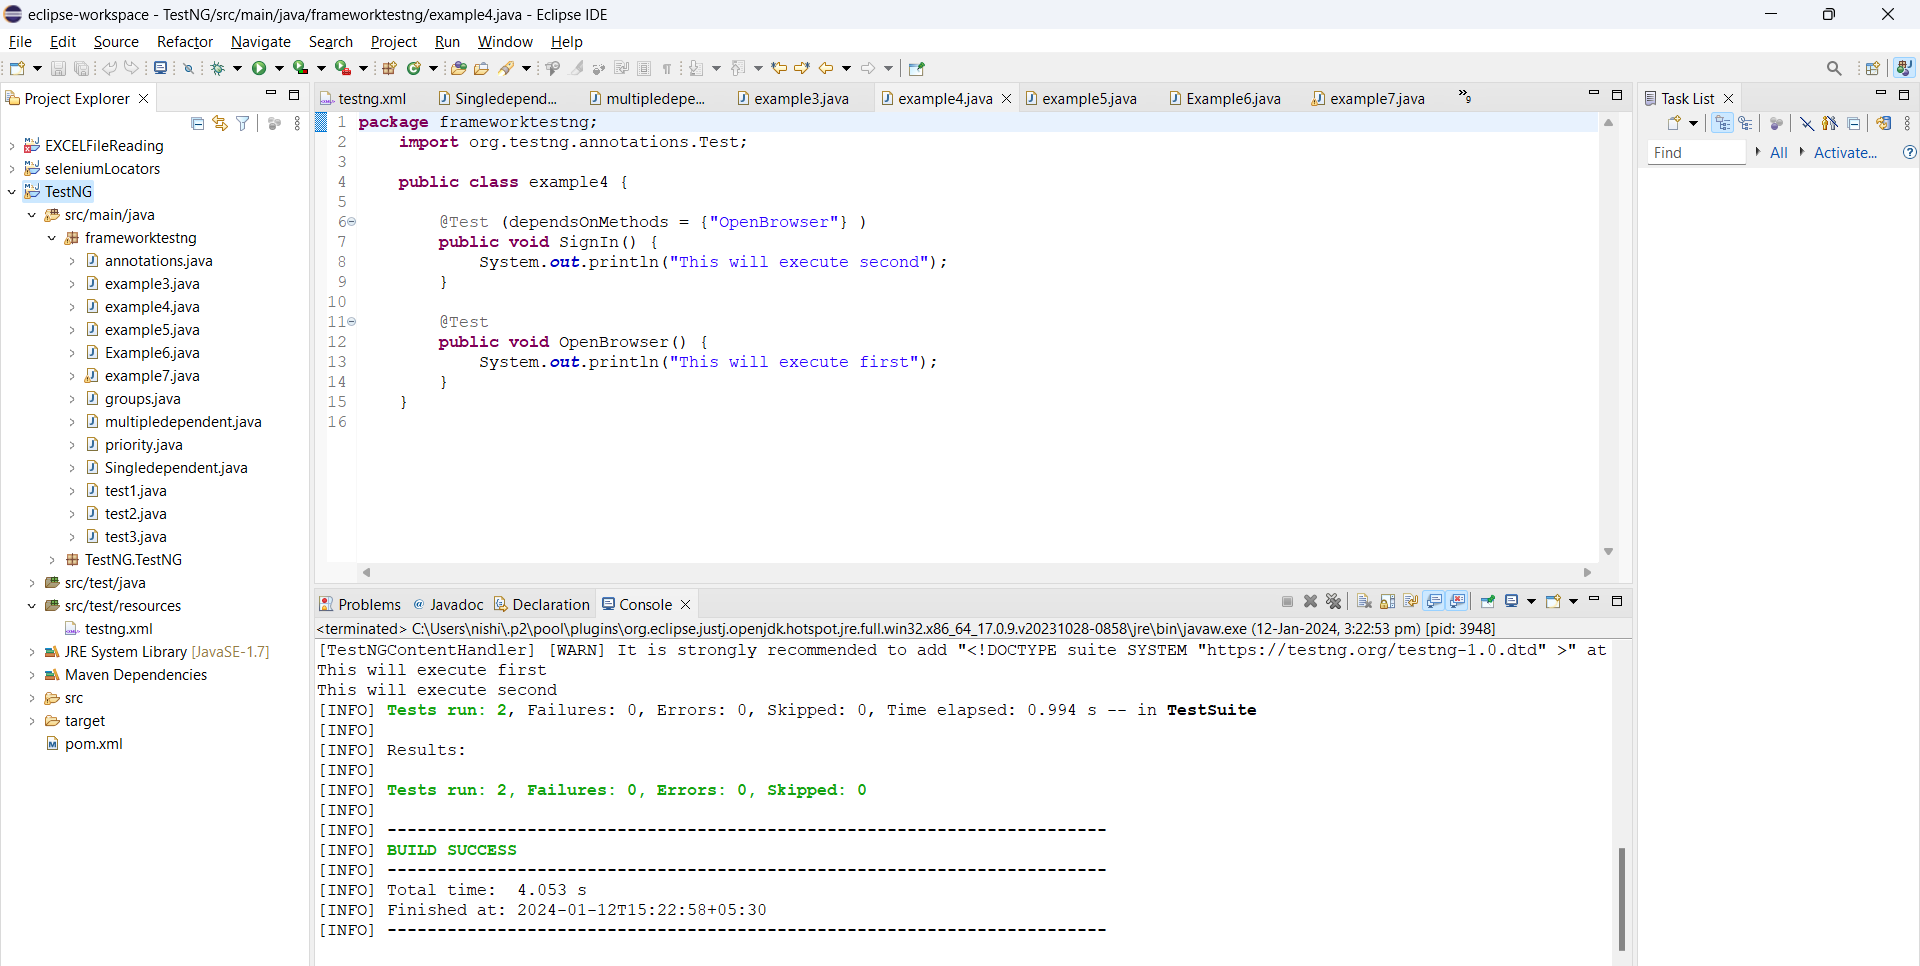 eclipse-workspace - TestNG/src/main/java/frameworktestng/example4.java - Eclipse IDE
File Edit Source Refactor Navigate Search Project Run Window Help
Project Explorer
EXCELFileReading
seleniumLocators
TestNG
src/main/java
frameworktestng
annotations.java
example3.java
example4.java
example5.java
Example6.java
example7.java
groups.java
multipledependent.java
priority.java
Singledependent.java
test1.java
test2.java
test3.java
TestNG.TestNG
src/test/java
src/test/resources
testng.xml
JRE System Library [JavaSE-1.7]
Maven Dependencies
src
target
pom.xml
testng.xml Singledepend... multipledepe... example3.java example4.java example5.java Example6.java example7.java »9
1 package frameworktestng;
2 import org.testng.annotations.Test;
3
4 public class example4 {
5
6 @Test (dependsOnMethods = {"OpenBrowser"} )
7 public void SignIn() {
8 System.out.println("This will execute second");
9 }
10
11 @Test
12 public void OpenBrowser() {
13 System.out.println("This will execute first");
14 }
15 }
16
Problems @ Javadoc Declaration Console
<terminated> C:\Users\nishi\.p2\pool\plugins\org.eclipse.justj.openjdk.hotspot.jre.full.win32.x86_64_17.0.9.v20231028-0858\jre\bin\javaw.exe (12-Jan-2024, 3:22:53 pm) [pid: 3948]
[TestNGContentHandler] [WARN] It is strongly recommended to add "<!DOCTYPE suite SYSTEM "https://testng.org/testng-1.0.dtd" >" at
This will execute first
This will execute second
[INFO] Tests run: 2, Failures: 0, Errors: 0, Skipped: 0, Time elapsed: 0.994 s -- in TestSuite
[INFO]
[INFO] Results:
[INFO]
[INFO] Tests run: 2, Failures: 0, Errors: 0, Skipped: 0
[INFO]
[INFO] ------------------------------------------------------------------------
[INFO] BUILD SUCCESS
[INFO] ------------------------------------------------------------------------
[INFO] Total time:  4.053 s
[INFO] Finished at: 2024-01-12T15:22:58+05:30
[INFO] ------------------------------------------------------------------------
Task List
Find All Activate...